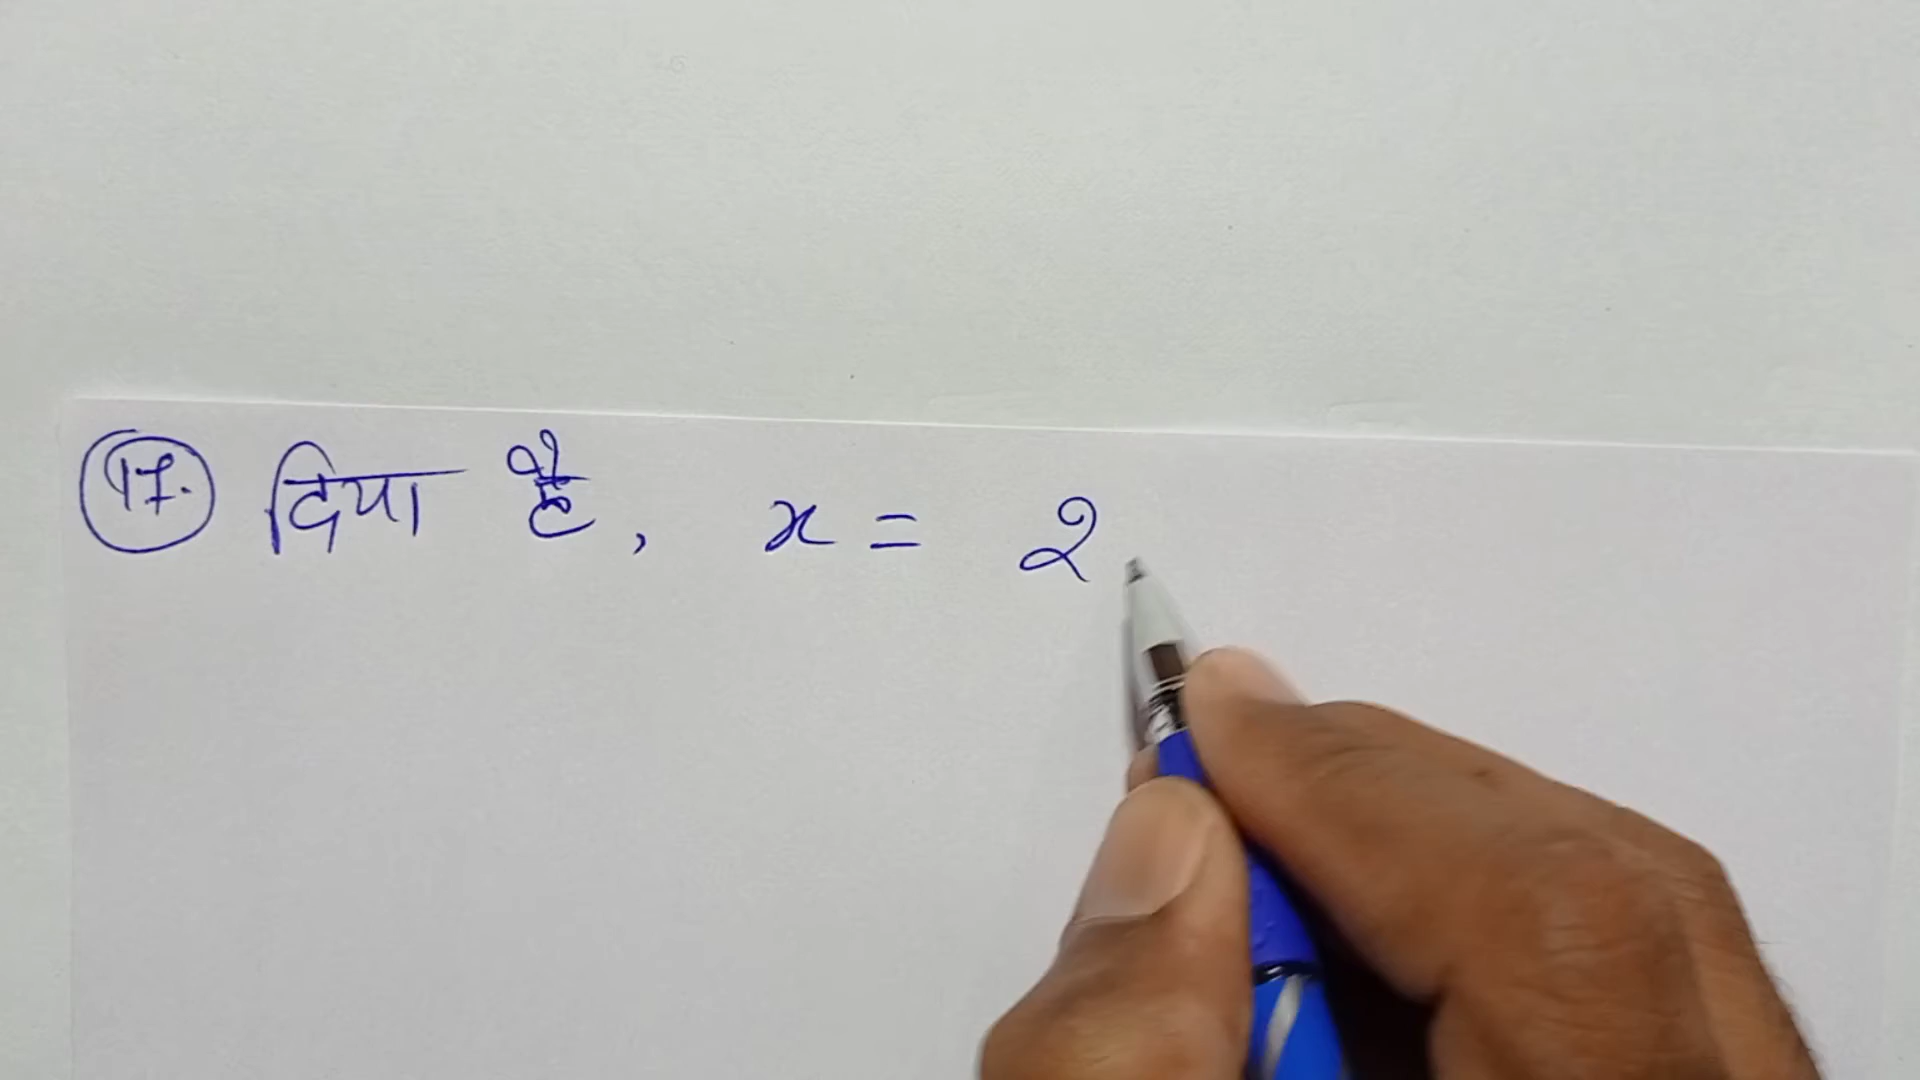 17. दिया है, x = 2